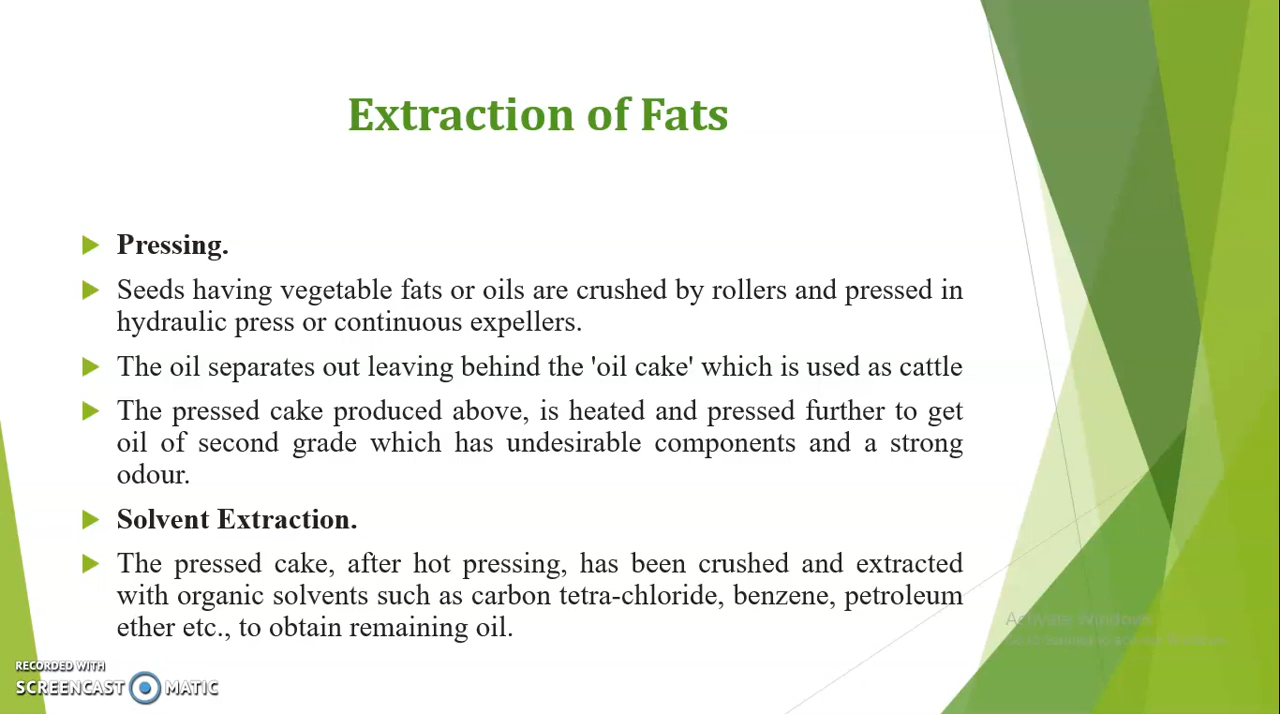 Extraction of Fats
Pressing.
Seeds having vegetable fats or oils are crushed by rollers and pressed in
hydraulic press or continuous expellers.
The oil separates out leaving behind the 'oil cake' which is used as cattle
The pressed cake produced above, is heated and pressed further to get
oil of second grade which has undesirable components and a strong
odour.
Solvent Extraction.
The pressed cake, after hot pressing, has been crushed and extracted
with organic solvents such as carbon tetra-chloride, benzene, petroleum
ether etc., to obtain remaining oil.
Activate Windows
RECORDED WITH
SCREENCAST MATIC